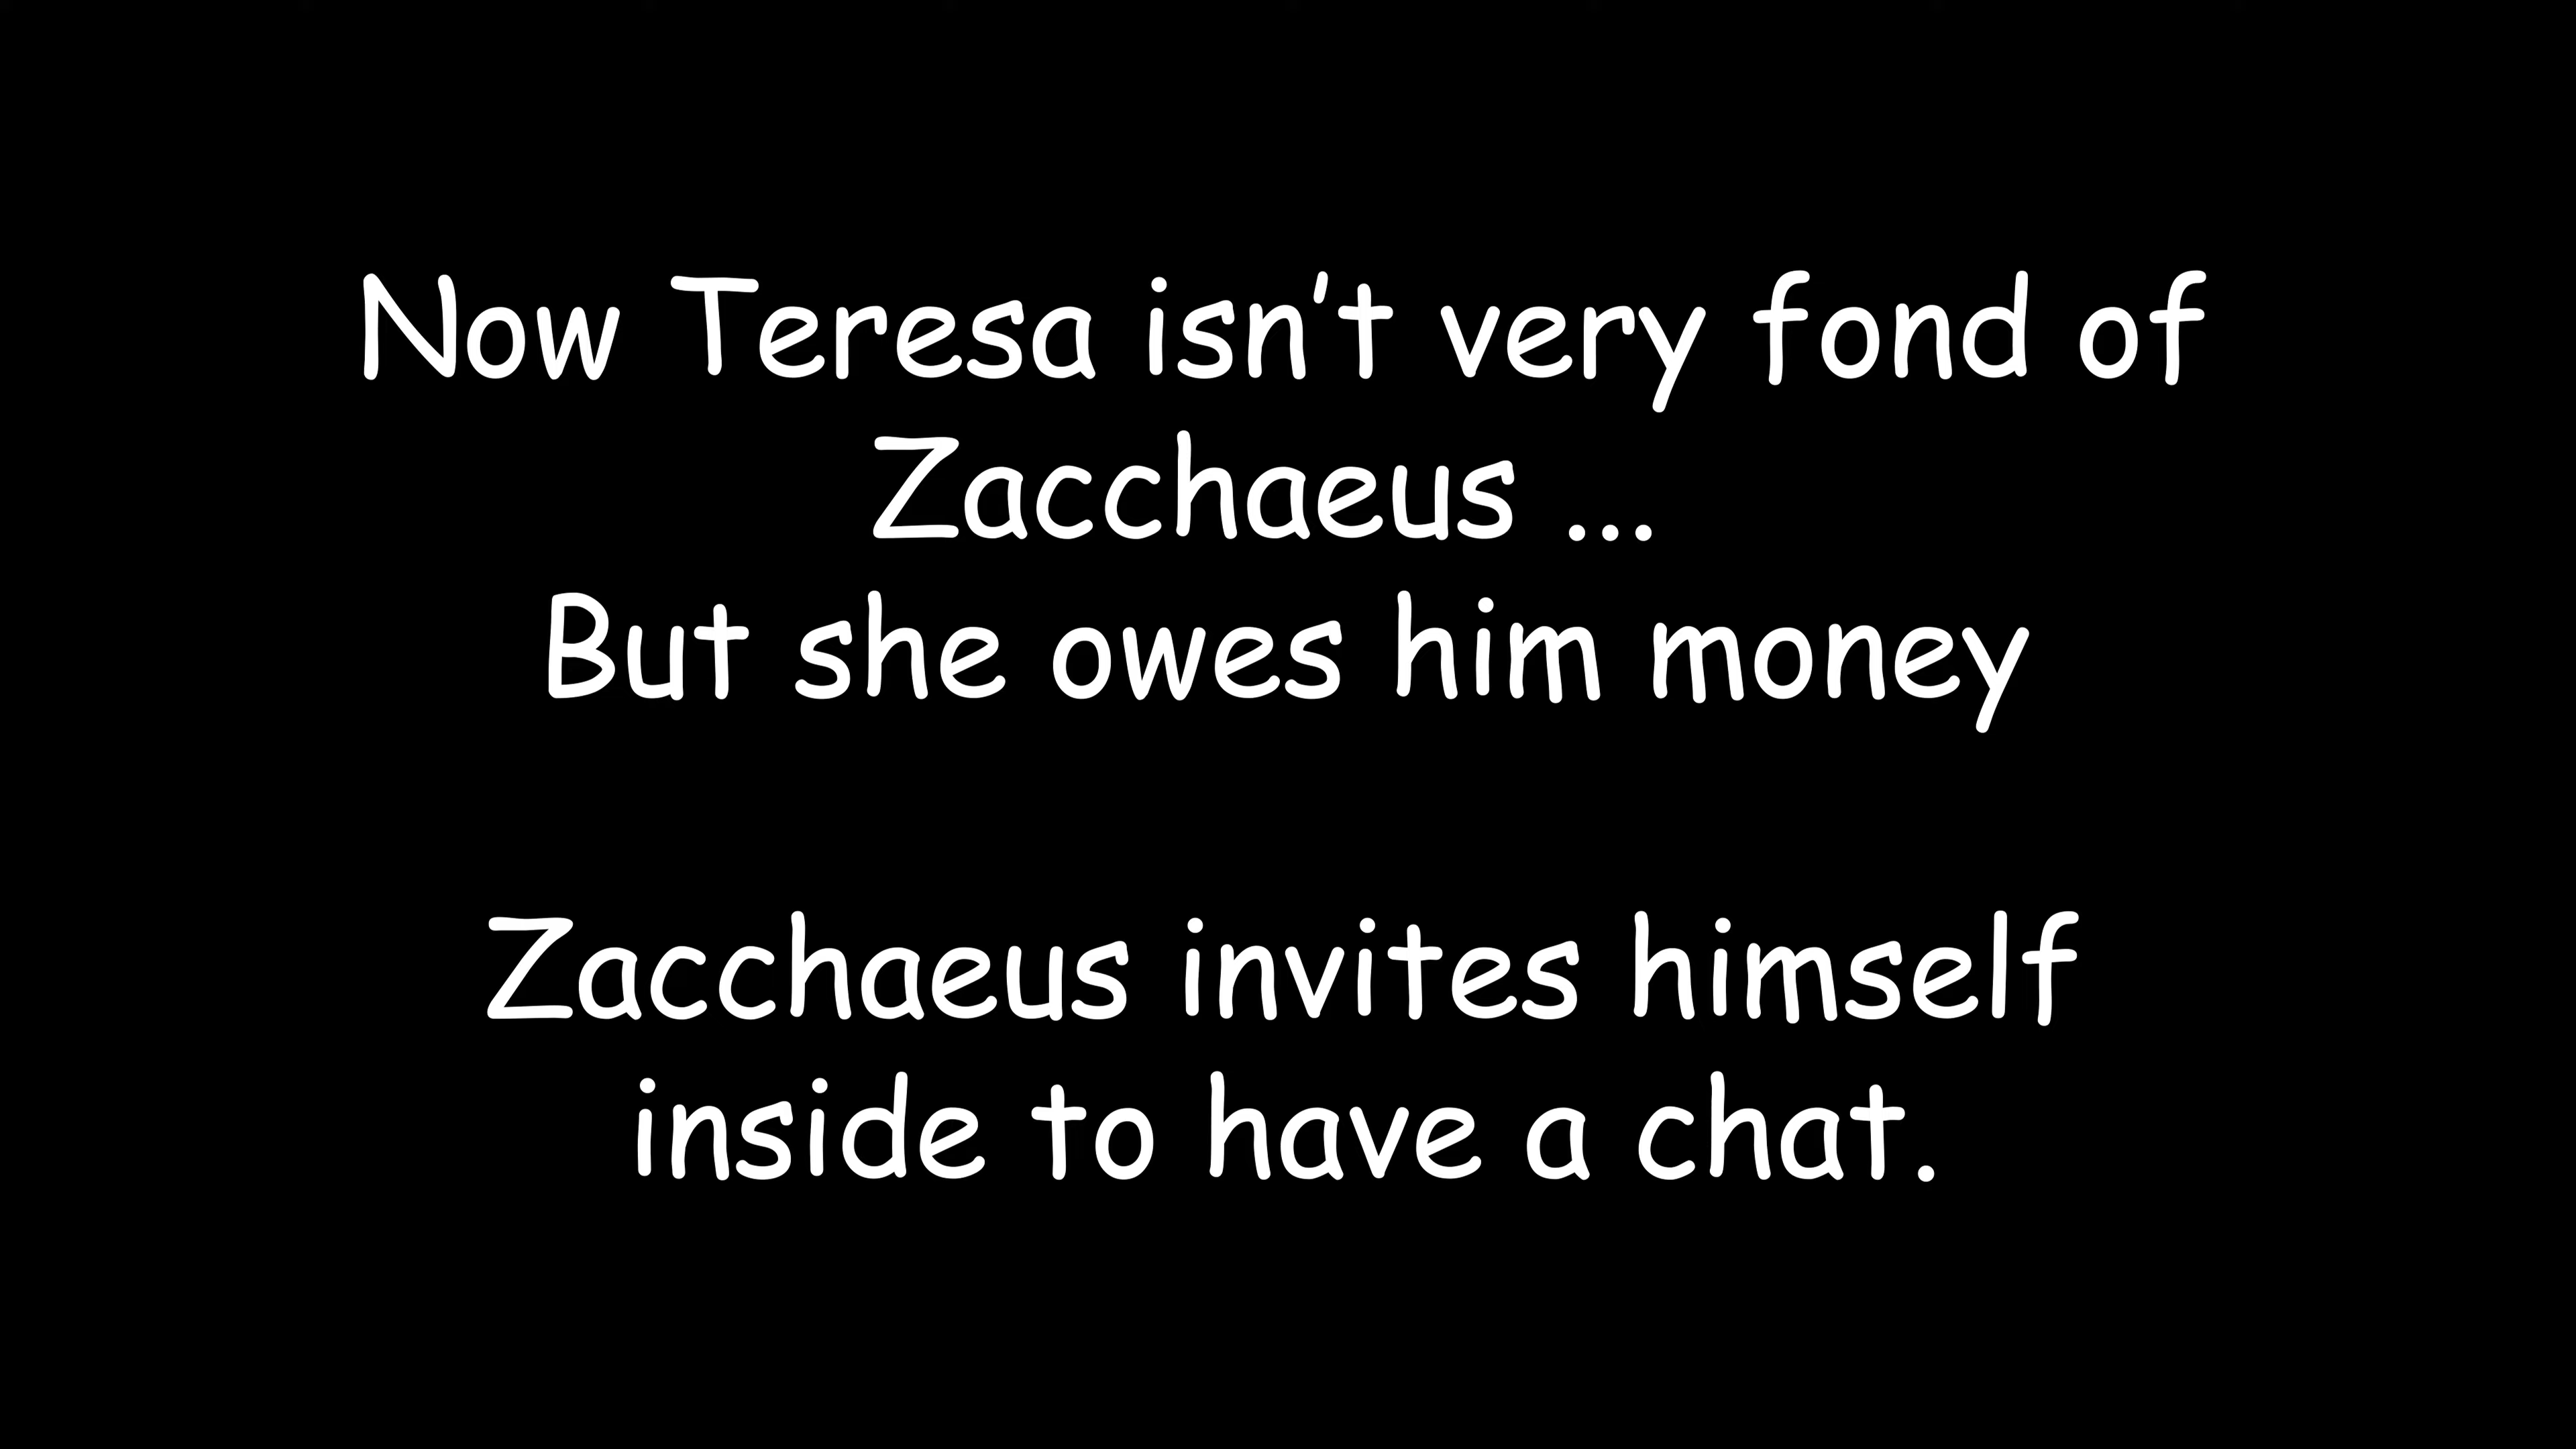 Now Teresa isn’t very fond of
Zacchaeus ...
But she owes him money
Zacchaeus invites himself
inside to have a chat.